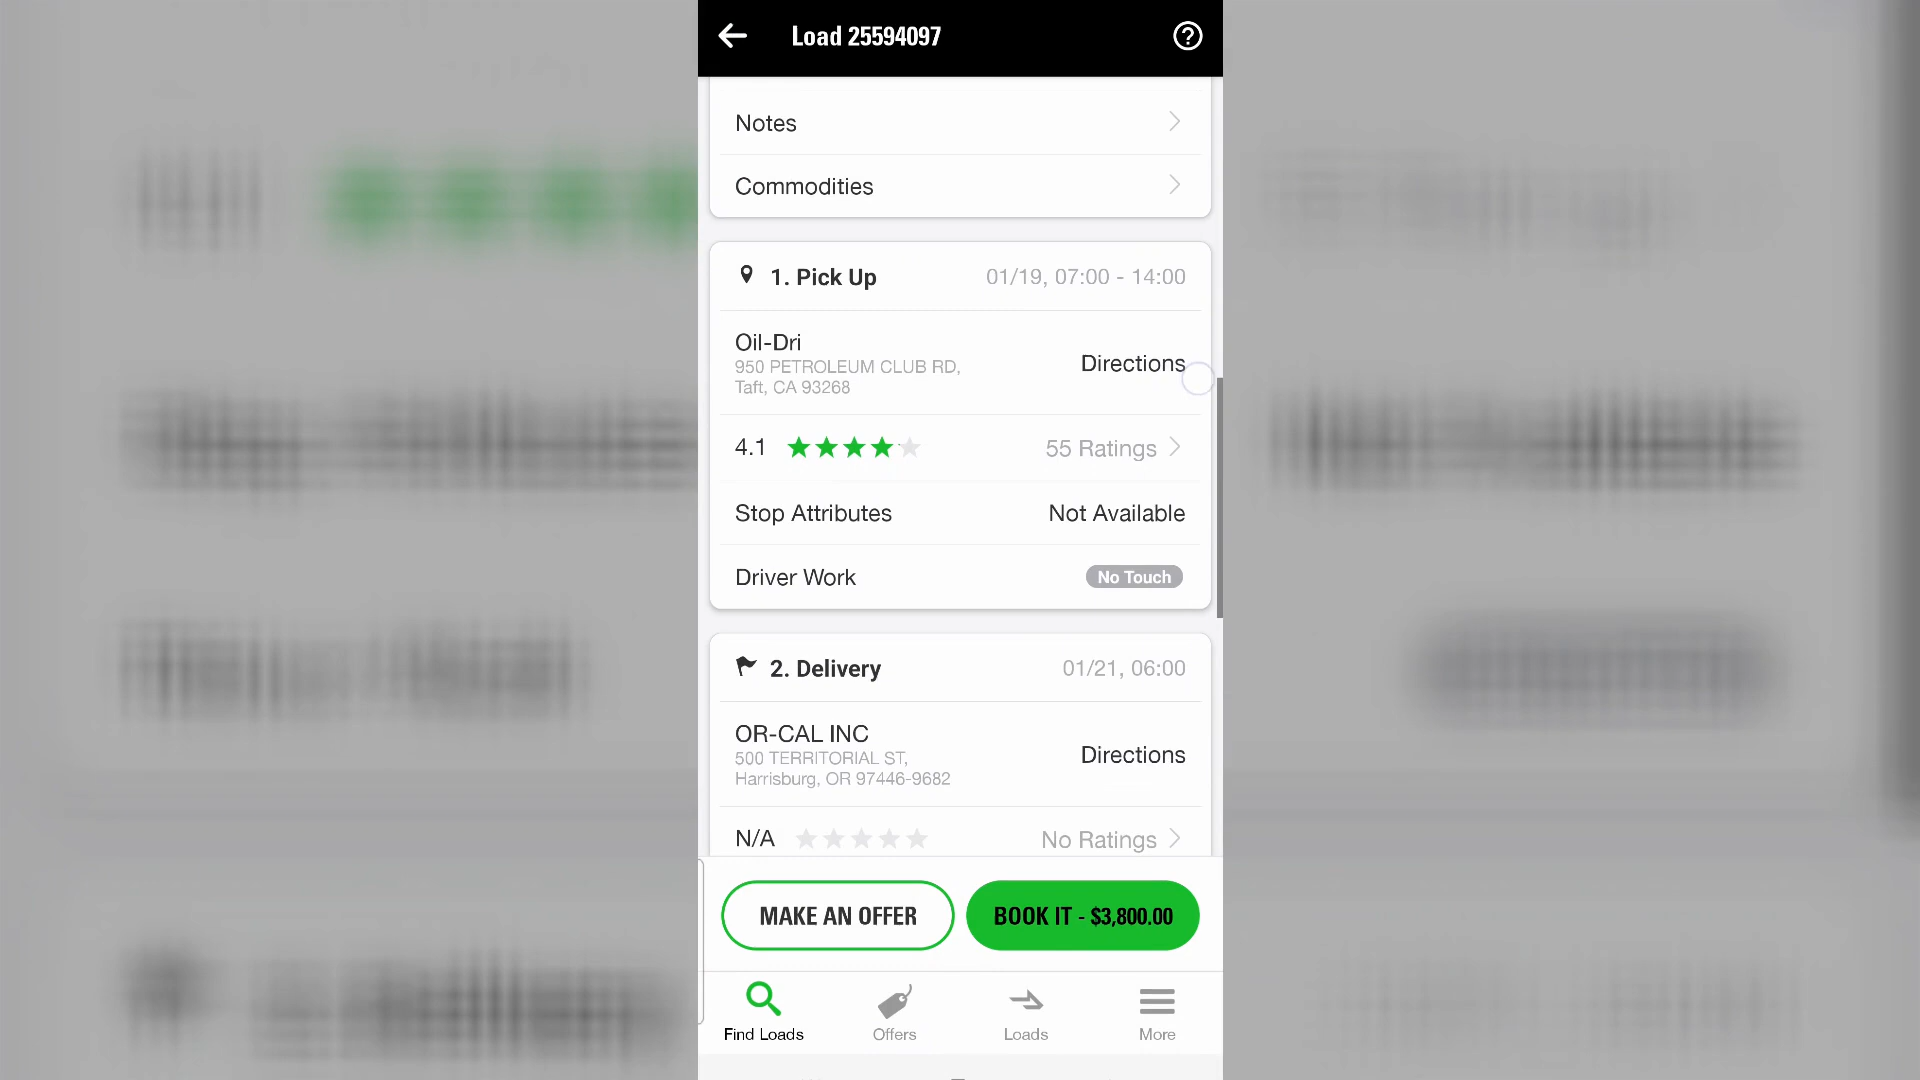 Load 25594097
Notes
Commodities
1. Pick Up 01/19, 07:00 - 14:00
Oil-Dri
950 PETROLEUM CLUB RD,
Taft, CA 93268
Directions
4.1 55 Ratings
Stop Attributes Not Available
Driver Work No Touch
2. Delivery 01/21, 06:00
OR-CAL INC
500 TERRITORIAL ST,
Harrisburg, OR 97446-9682
Directions
N/A No Ratings
MAKE AN OFFER BOOK IT - $3,800.00
Find Loads Offers Loads More